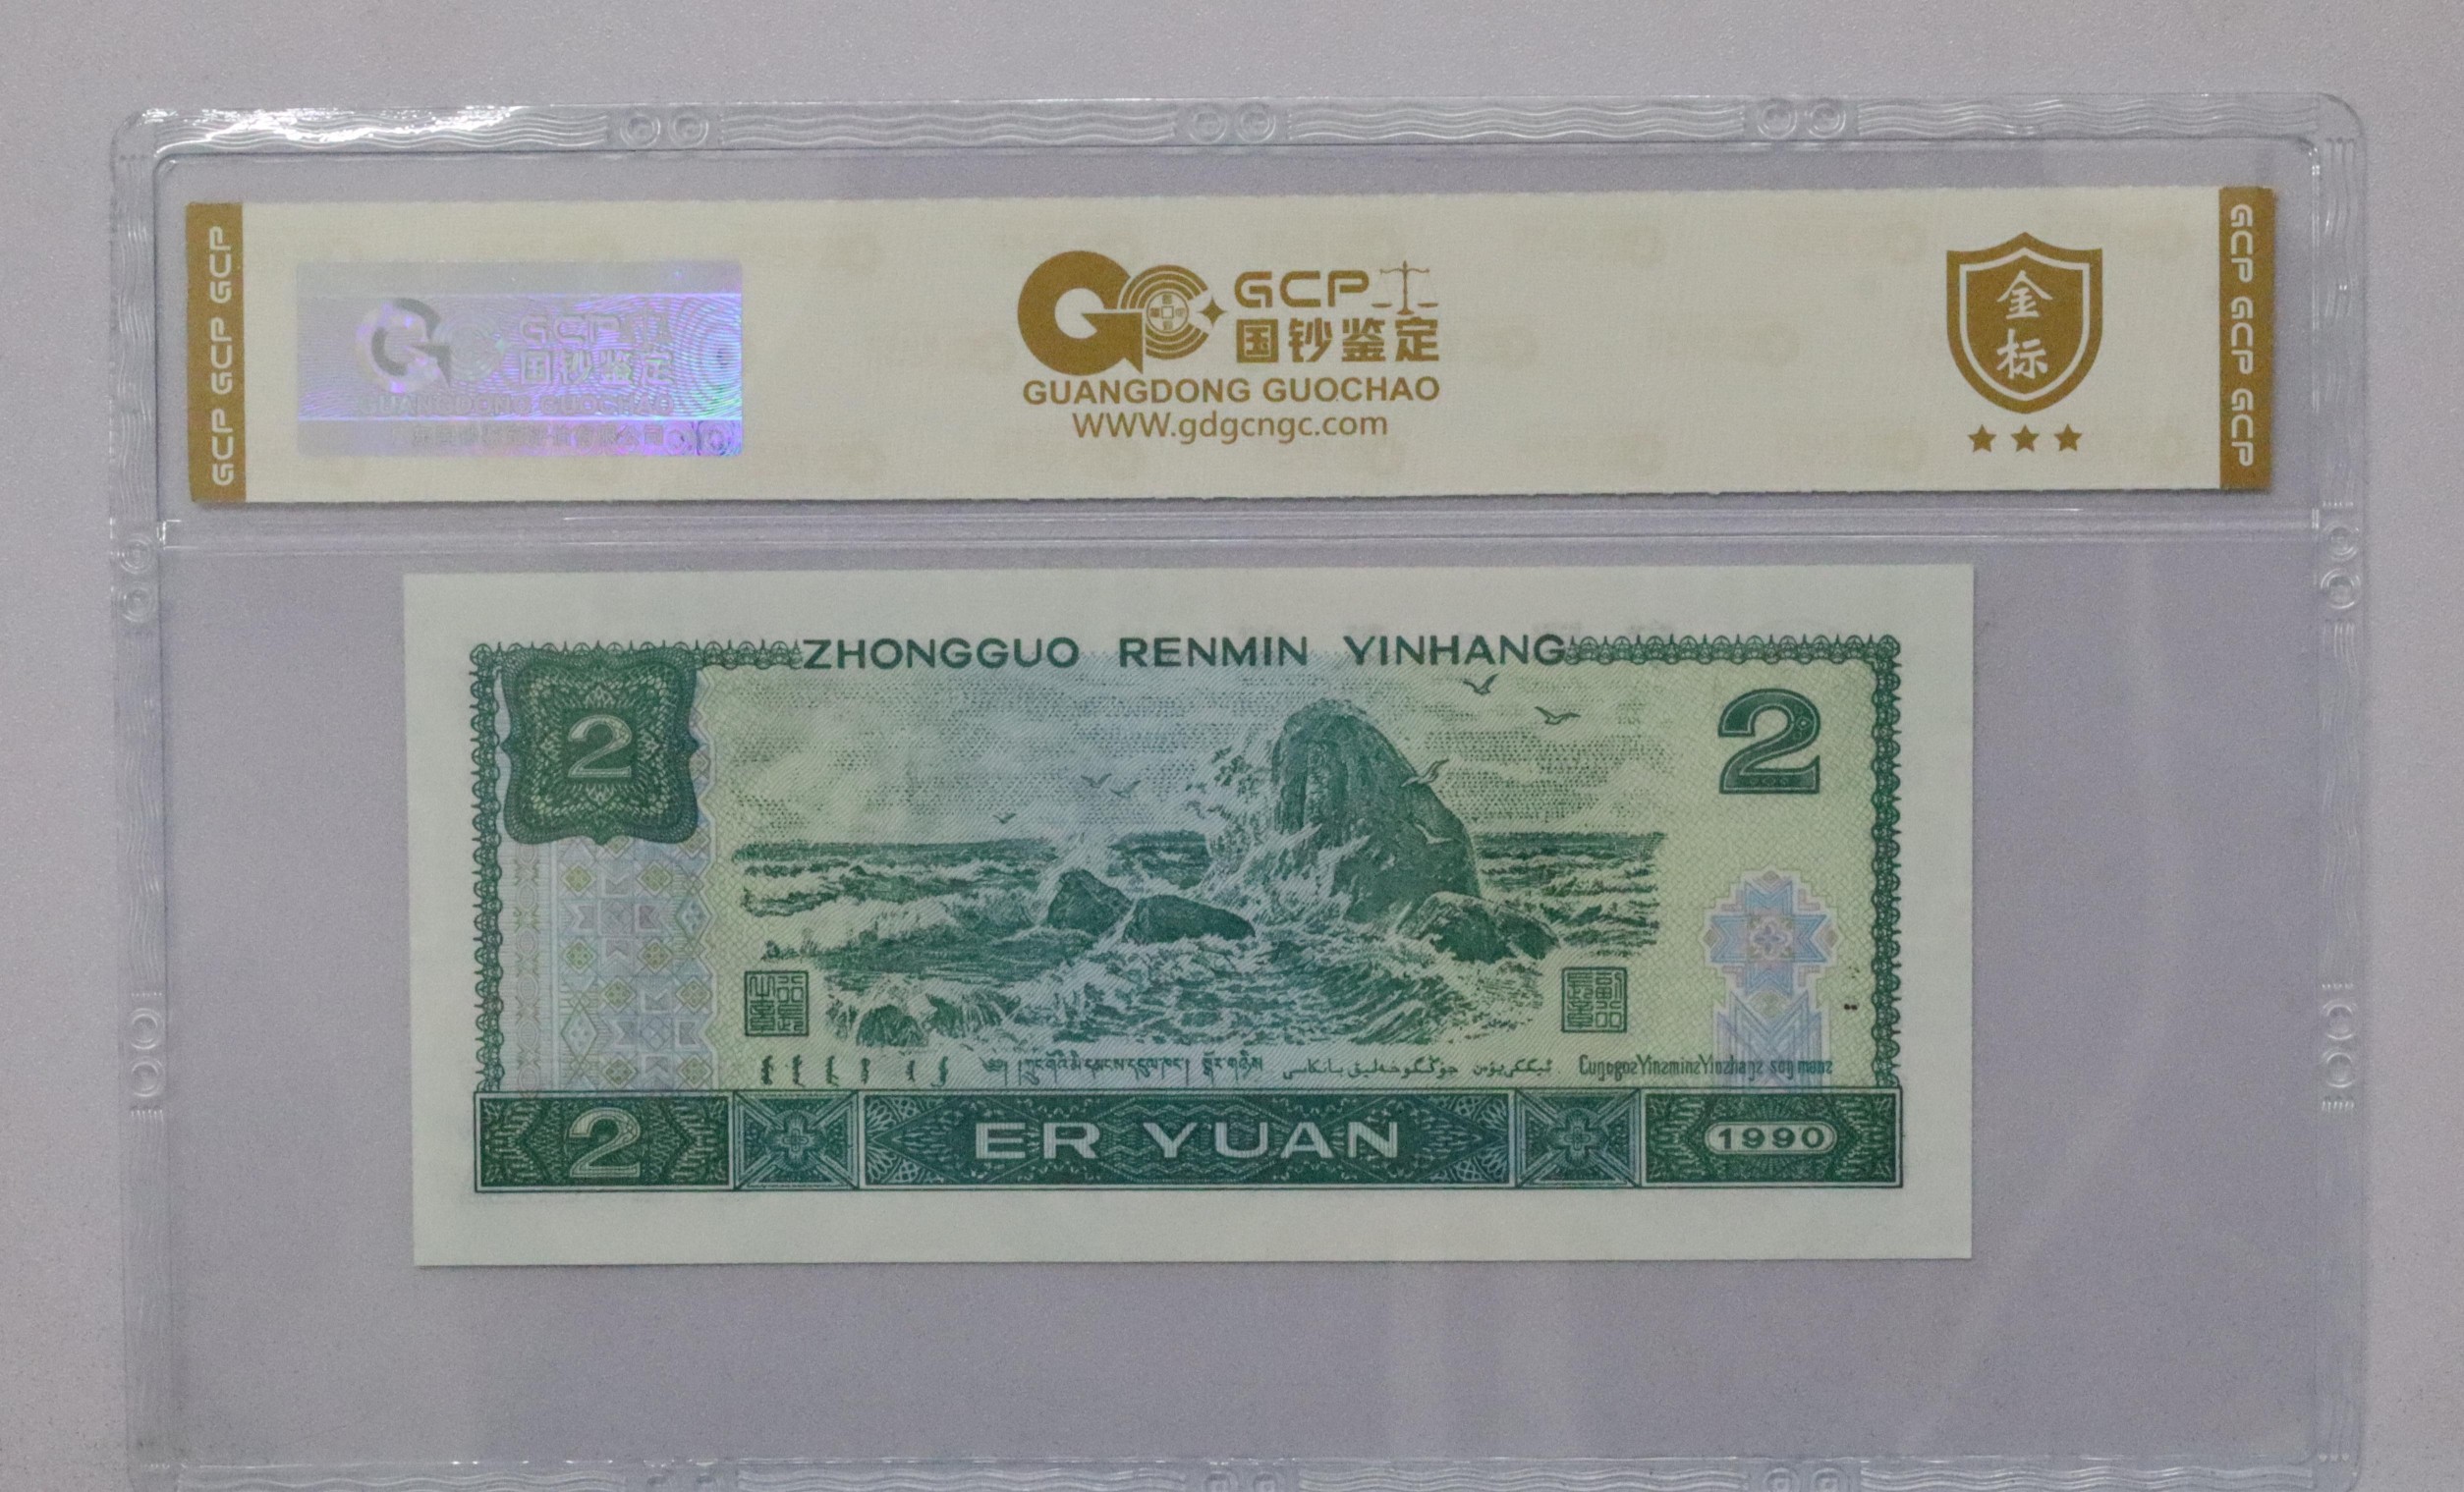 GCP GCP GCP
GCP
国钞鉴定
GUANGDONG GUOCHAO
GCP
国钞鉴定
GUANGDONG GUOCHAO
WWW.gdgcngc.com
金
标
GCP GCP GCP
ZHONGGUO RENMIN YINHANG
2
2
2
ER YUAN
1990